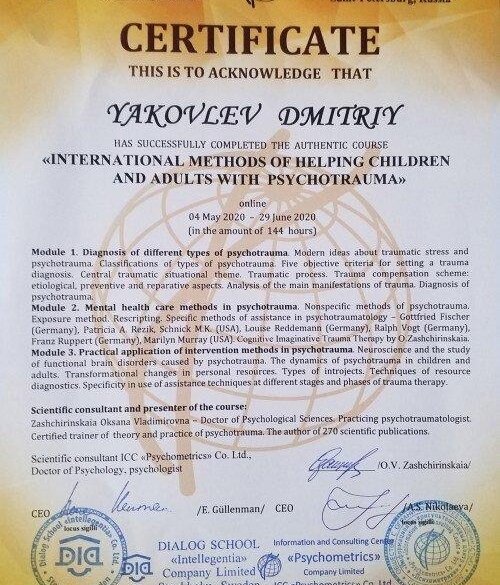 Saint-Petersburg, Russia
CERTIFICATE
THIS IS TO ACKNOWLEDGE THAT
YAKOVLEV DMITRIY
HAS SUCCESSFULLY COMPLETED THE AUTHENTIC COURSE
«INTERNATIONAL METHODS OF HELPING CHILDREN
AND ADULTS WITH PSYCHOTRAUMA»
online
04 May 2020 – 29 June 2020
(in the amount of 144 hours)
Module 1. Diagnosis of different types of psychotrauma. Modern ideas about traumatic stress and
psychotrauma. Classifications of types of psychotrauma. Five objective criteria for setting a trauma
diagnosis. Central traumatic situational theme. Traumatic process. Trauma compensation scheme:
etiological, preventive and reparative aspects. Analysis of the main manifestations of trauma. Diagnosis of
psychotrauma.
Module 2. Mental health care methods in psychotrauma. Nonspecific methods of psychotrauma.
Exposure method. Rescripting. Specific methods of assistance in psychotraumatology – Gottfried Fischer
(Germany), Patricia A. Rezik, Schnick M.K. (USA), Louise Reddemann (Germany), Ralph Vogt (Germany),
Franz Ruppert (Germany), Marilyn Murray (USA). Cognitive Imaginative Trauma Therapy by O.Zashchirinskaia.
Module 3. Practical application of intervention methods in psychotrauma. Neuroscience and the study
of functional brain disorders caused by psychotrauma. The dynamics of psychotrauma in children and
adults. Transformational changes in personal resources. Types of introjects. Techniques of resource
diagnostics. Specificity in use of assistance techniques at different stages and phases of trauma therapy.
Scientific consultant and presenter of the course:
Zashchirinskaia Oksana Vladimirovna – Doctor of Psychological Sciences. Practicing psychotraumatologist.
Certified trainer of theory and practice of psychotrauma. The author of 270 scientific publications.
Scientific consultant ICC «Psychometrics» Co. Ltd.,
Doctor of Psychology, psychologist /O.V. Zashchirinskaia/
CEO /E. Güllenman/ CEO /A.S. Nikolaeva/
locus sigilli locus sigilli
DIALOG SCHOOL Information and Consulting Center
«Intellegentia» «Psychometrics»
Company Limited Company Limited
Sweden ICC «Psychometrics»